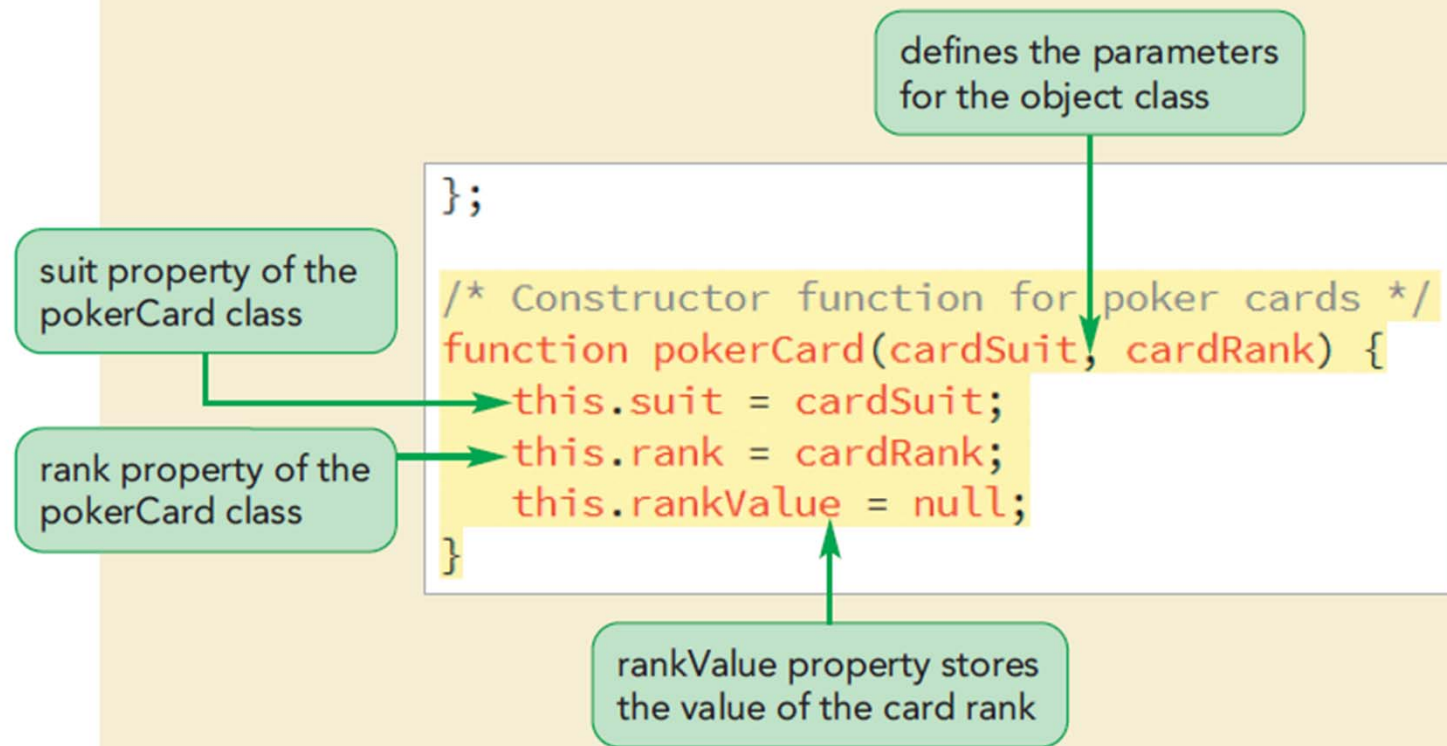 defines the parameters
for the object class
};
suit property of the
pokerCard class
/* Constructor function for poker cards */
function pokerCard(cardSuit, cardRank) {
this.suit = cardSuit;
this.rank = cardRank;
this.rankValue = null;
}
rank property of the
pokerCard class
rankValue property stores
the value of the card rank